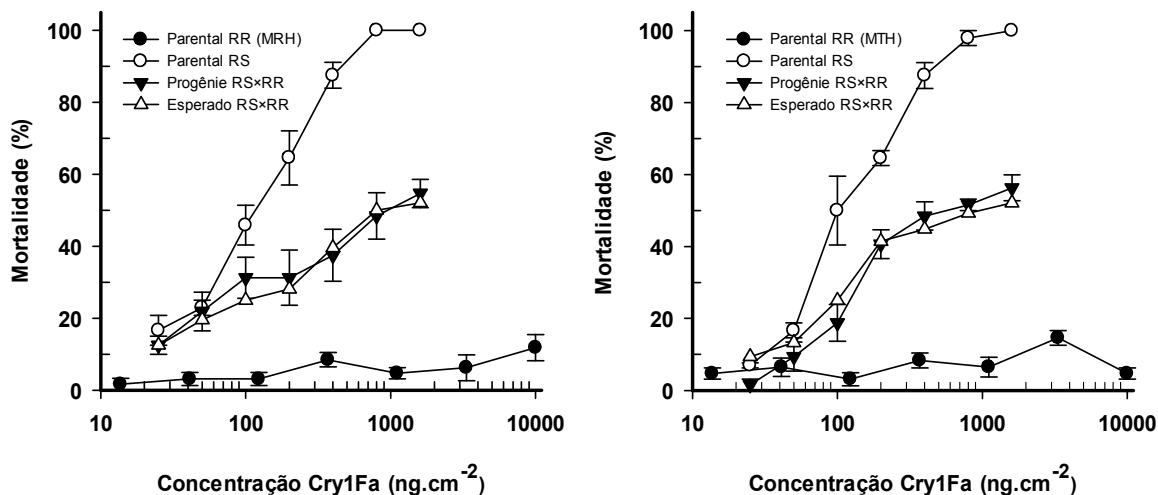 100
80
60
40
20
0
Mortalidade (%)
Parental RR (MRH)
Parental RS
Progênie RS×RR
Esperado RS×RR
10 100 1000 10000
Concentração Cry1Fa (ng.cm⁻²)
100
80
60
40
20
0
Mortalidade (%)
Parental RR (MTH)
Parental RS
Progênie RS×RR
Esperado RS×RR
10 100 1000 10000
Concentração Cry1Fa (ng.cm⁻²)